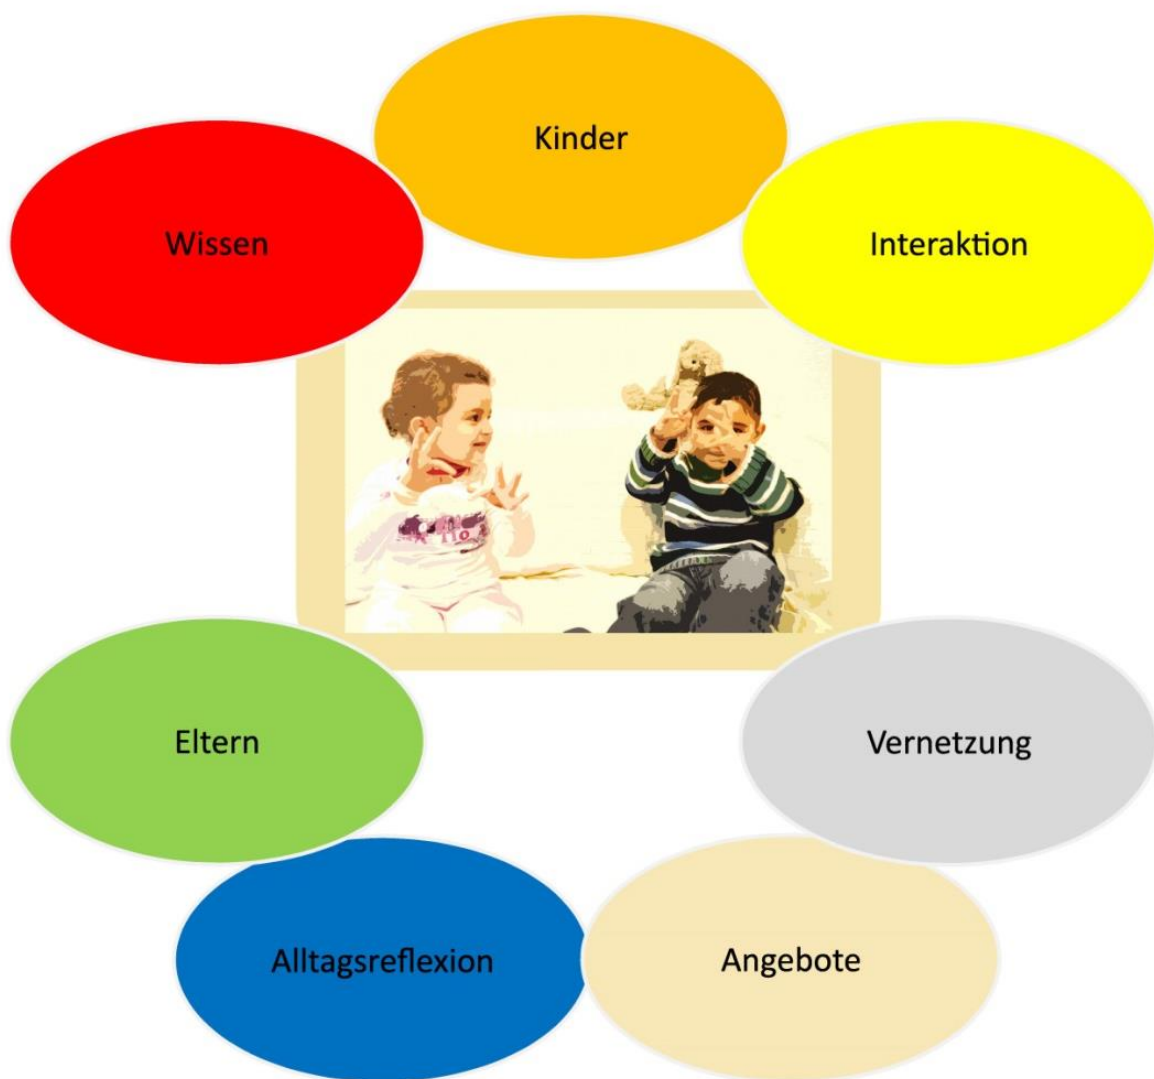 Kinder
Wissen
Interaktion
Eltern
Vernetzung
Alltagsreflexion
Angebote